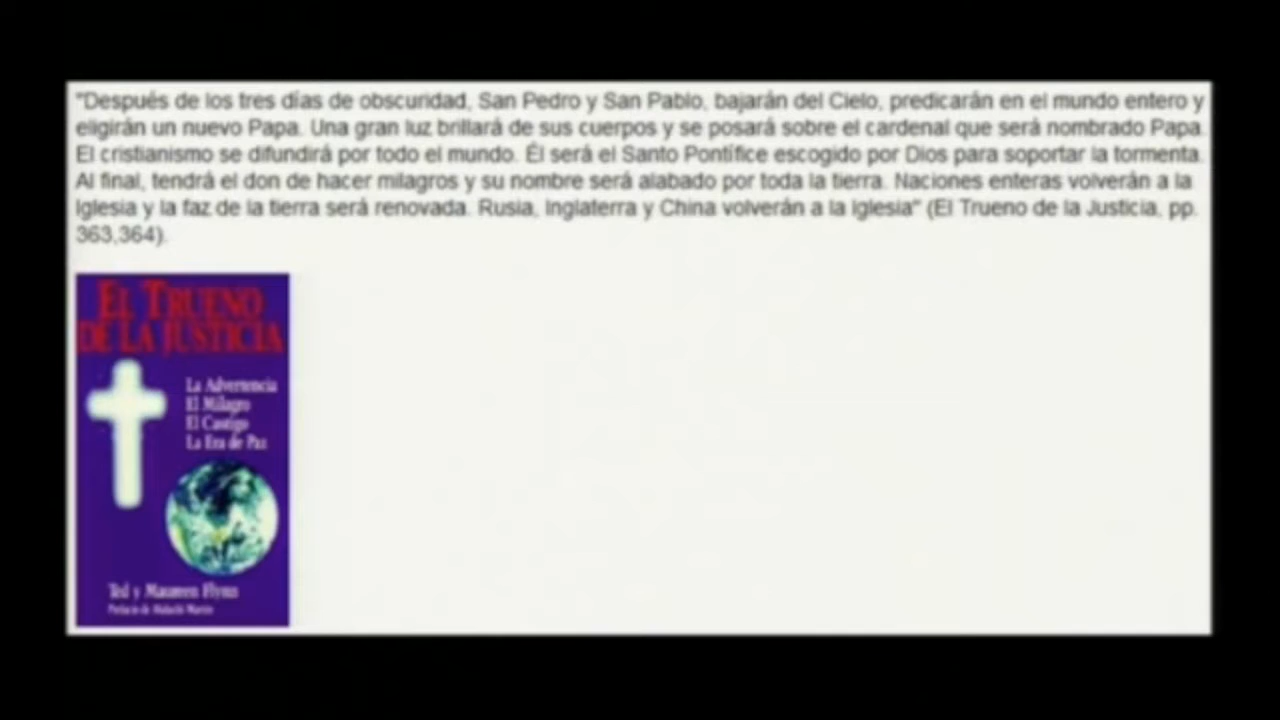 "Después de los tres días de obscuridad, San Pedro y San Pablo, bajarán del Cielo, predicarán en el mundo entero y
eligirán un nuevo Papa. Una gran luz brillará de sus cuerpos y se posará sobre el cardenal que será nombrado Papa.
El cristianismo se difundirá por todo el mundo. Él será el Santo Pontífice escogido por Dios para soportar la tormenta.
Al final, tendrá el don de hacer milagros y su nombre será alabado por toda la tierra. Naciones enteras volverán a la
Iglesia y la faz de la tierra será renovada. Rusia, Inglaterra y China volverán a la Iglesia" (El Trueno de la Justicia, pp.
363,364).
EL TRUENO
DE LA JUSTICIA
La Advertencia
El Milagro
El Castigo
La Era de Paz
Ted y Maureen Flynn
Prefacio de Malachi Martin